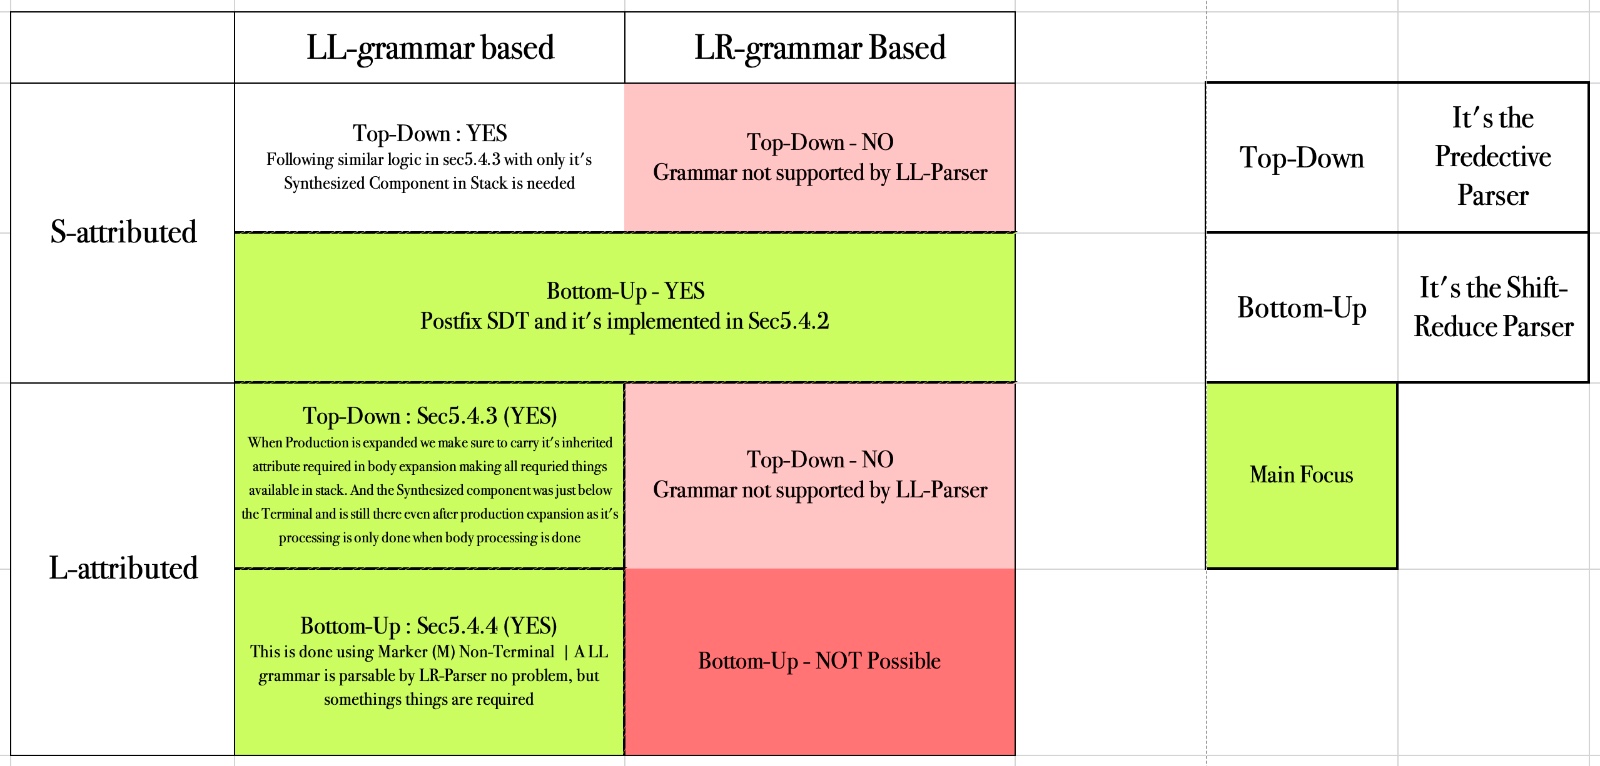 LL-grammar based
LR-grammar Based
S-attributed
Top-Down : YES
Following similar logic in sec5.4.3 with only it's
Synthesized Component in Stack is needed
Top-Down - NO
Grammar not supported by LL-Parser
Bottom-Up - YES
Postfix SDT and it's implemented in Sec5.4.2
L-attributed
Top-Down : Sec5.4.3 (YES)
When Production is expanded we make sure to carry it's inherited
attribute required in body expansion making all requried things
available in stack. And the Synthesized component was just below
the Terminal and is still there even after production expansion as it's
processing is only done when body processing is done
Top-Down - NO
Grammar not supported by LL-Parser
Bottom-Up : Sec5.4.4 (YES)
This is done using Marker (M) Non-Terminal | A LL
grammar is parsable by LR-Parser no problem, but
somethings things are required
Bottom-Up - NOT Possible
Top-Down
It's the
Predective
Parser
Bottom-Up
It's the Shift-
Reduce Parser
Main Focus